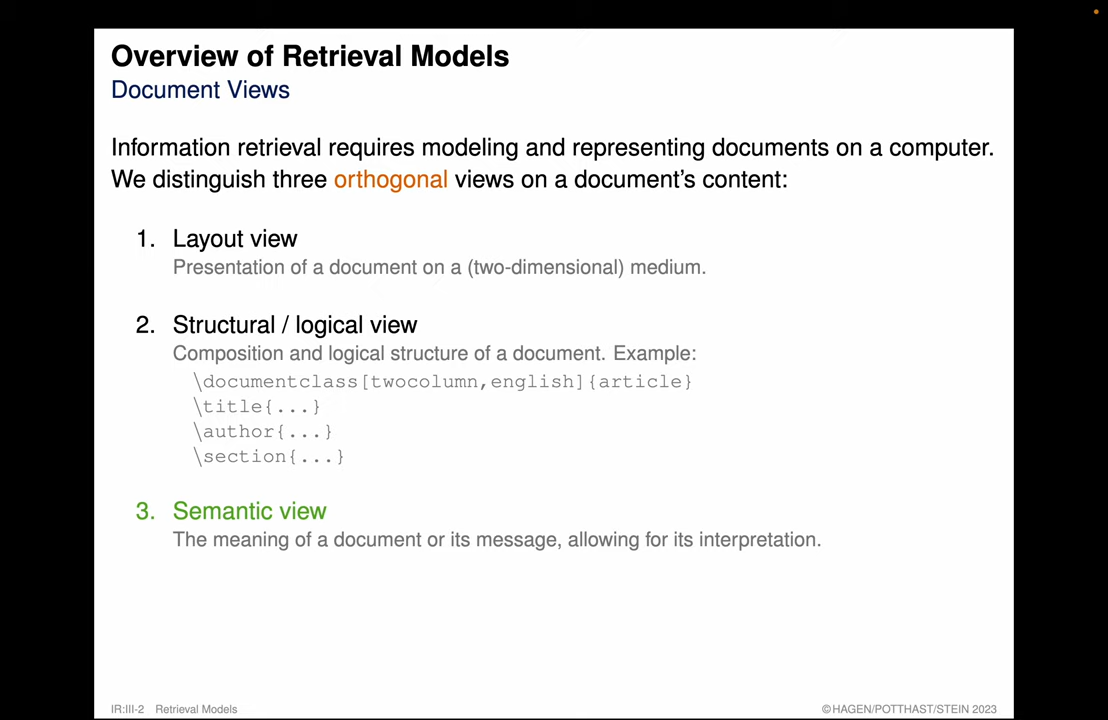 Overview of Retrieval Models
Document Views
Information retrieval requires modeling and representing documents on a computer.
We distinguish three orthogonal views on a document's content:
1. Layout view
Presentation of a document on a (two-dimensional) medium.
2. Structural / logical view
Composition and logical structure of a document. Example:
\documentclass[twocolumn,english]{article}
\title{...}
\author{...}
\section{...}
3. Semantic view
The meaning of a document or its message, allowing for its interpretation.
IR:III-2 Retrieval Models ©HAGEN/POTTHAST/STEIN 2023